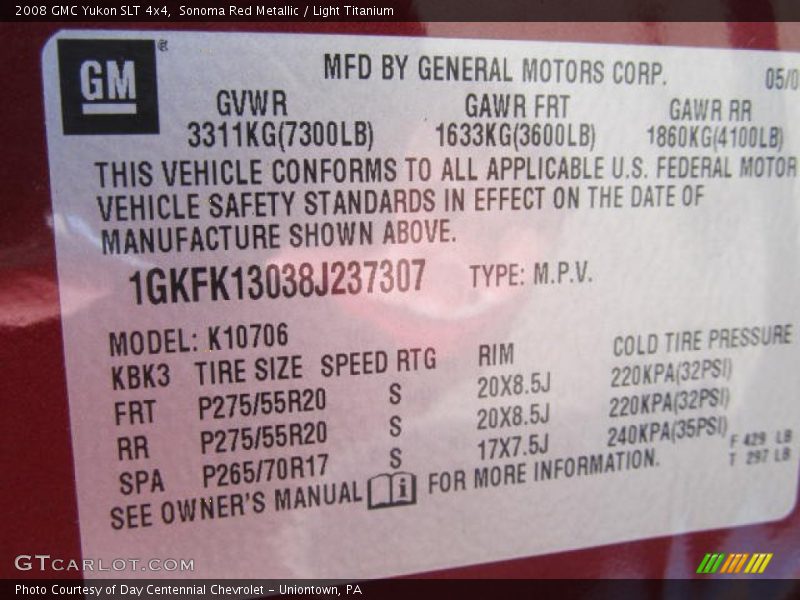 2008 GMC Yukon SLT 4x4, Sonoma Red Metallic / Light Titanium
GM ®
MFD BY GENERAL MOTORS CORP. 05/0
GVWR GAWR FRT GAWR RR
3311KG(7300LB) 1633KG(3600LB) 1860KG(4100LB)
THIS VEHICLE CONFORMS TO ALL APPLICABLE U.S. FEDERAL MOTOR
VEHICLE SAFETY STANDARDS IN EFFECT ON THE DATE OF
MANUFACTURE SHOWN ABOVE.
1GKFK13038J237307 TYPE: M.P.V.
MODEL: K10706
KBK3 TIRE SIZE SPEED RTG RIM COLD TIRE PRESSURE
FRT P275/55R20 S 20X8.5J 220KPA(32PSI)
RR P275/55R20 S 20X8.5J 220KPA(32PSI)
SPA P265/70R17 S 17X7.5J 240KPA(35PSI) F 429 LB
T 297 LB
SEE OWNER'S MANUAL i FOR MORE INFORMATION.
GTCARLOT.COM
Photo Courtesy of Day Centennial Chevrolet – Uniontown, PA